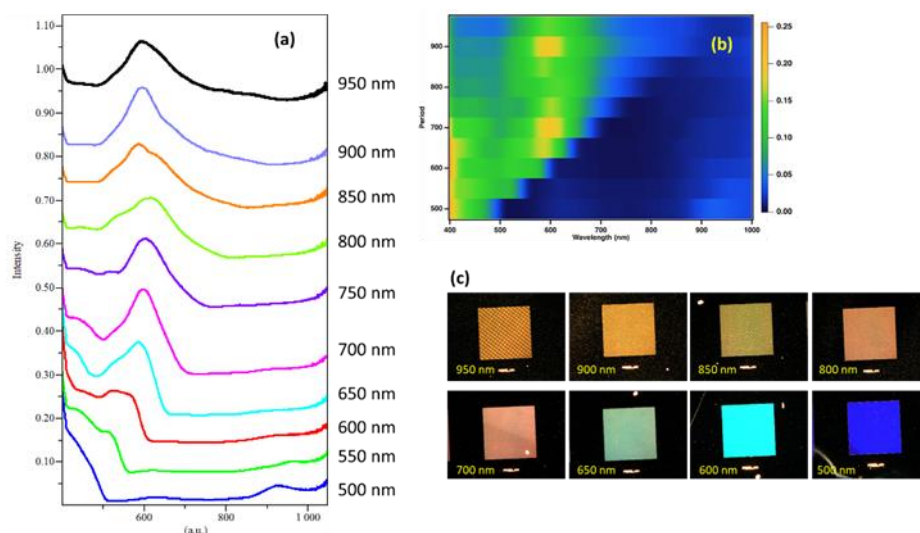 (a)
1.10
1.00
0.90
0.80
0.70
0.60
0.50
0.40
0.30
0.20
0.10
Intensity
950 nm
900 nm
850 nm
800 nm
750 nm
700 nm
650 nm
600 nm
550 nm
500 nm
600
800
1 000
(a.u.)
(b)
900
800
700
600
500
Period
400
500
600
700
800
900
1000
Wavelength (nm)
0.25
0.20
0.15
0.10
0.05
0.00
(c)
950 nm
900 nm
850 nm
800 nm
700 nm
650 nm
600 nm
500 nm